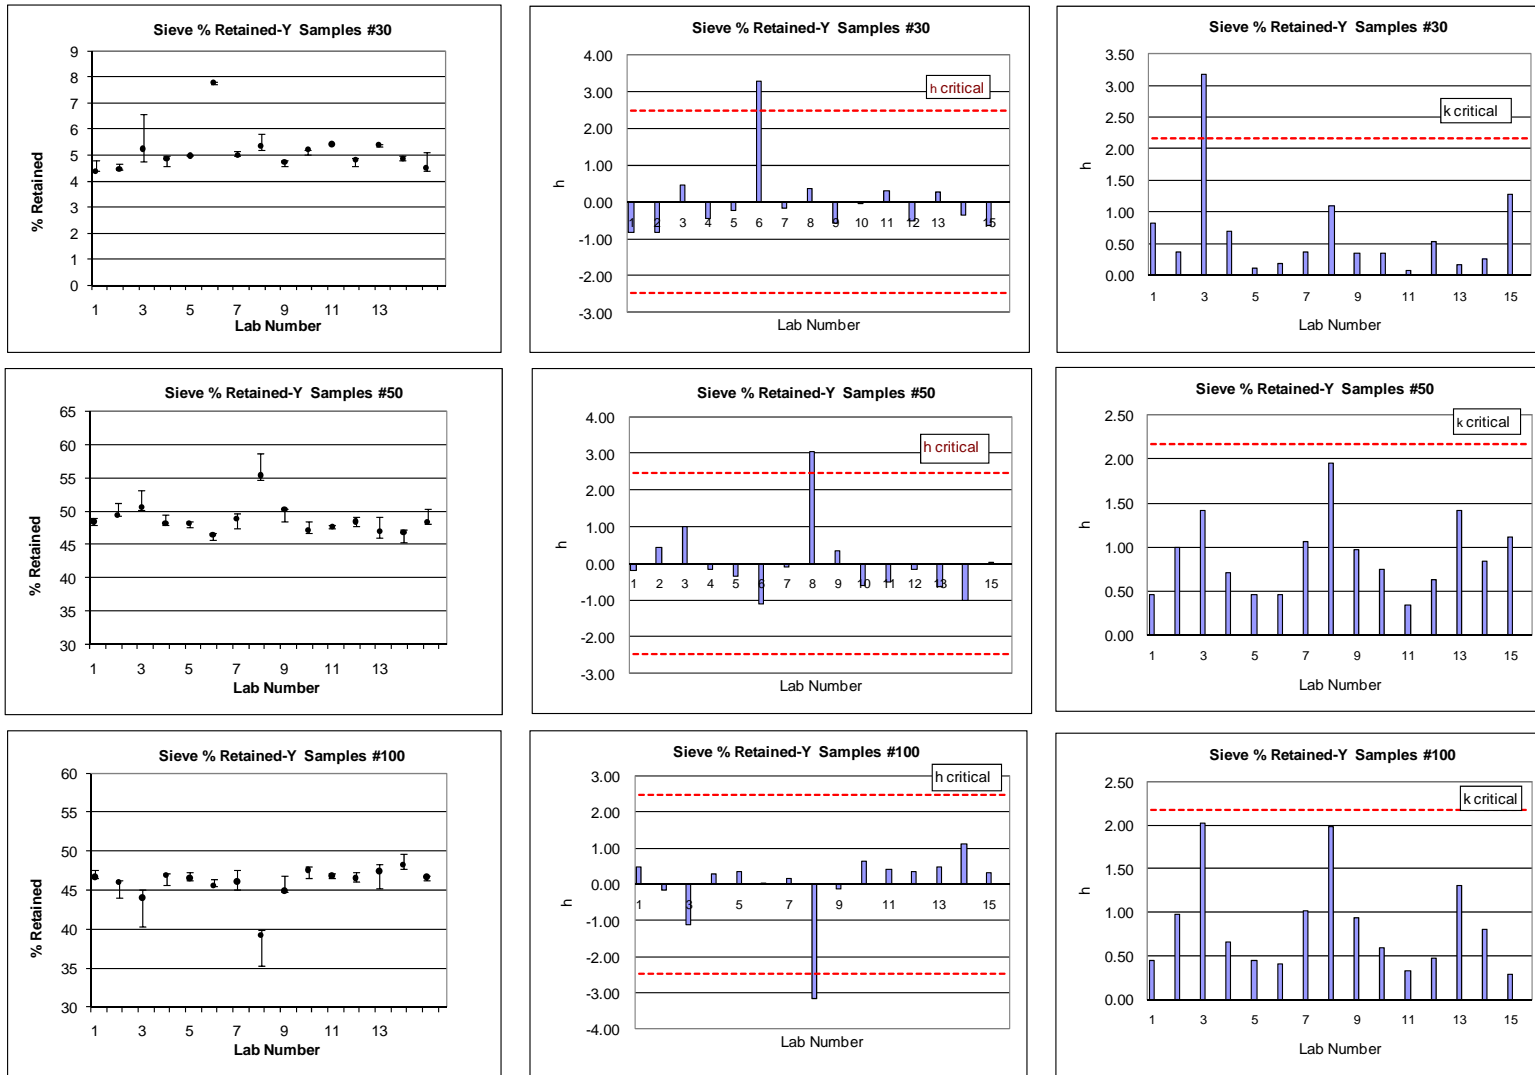 Sieve % Retained-Y Samples #30
9
8
7
6
5
4
3
2
1
0
% Retained
1 3 5 7 9 11 13
Lab Number
Sieve % Retained-Y Samples #30
4.00
3.00
2.00
1.00
0.00
-1.00
-2.00
-3.00
h
h critical
1 2 3 4 5 6 7 8 9 10 11 12 13 15
Lab Number
Sieve % Retained-Y Samples #30
3.50
3.00
2.50
2.00
1.50
1.00
0.50
0.00
h
k critical
1 3 5 7 9 11 13 15
Lab Number
Sieve % Retained-Y Samples #50
65
60
55
50
45
40
35
30
% Retained
1 3 5 7 9 11 13
Lab Number
Sieve % Retained-Y Samples #50
4.00
3.00
2.00
1.00
0.00
-1.00
-2.00
-3.00
h
h critical
1 2 3 4 5 6 7 8 9 10 11 12 13 15
Lab Number
Sieve % Retained-Y Samples #50
2.50
2.00
1.50
1.00
0.50
0.00
h
k critical
1 3 5 7 9 11 13 15
Lab Number
Sieve % Retained-Y Samples #100
60
55
50
45
40
35
30
% Retained
1 3 5 7 9 11 13
Lab Number
Sieve % Retained-Y Samples #100
3.00
2.00
1.00
0.00
-1.00
-2.00
-3.00
-4.00
h
h critical
1 3 5 7 9 11 13 15
Lab Number
Sieve % Retained-Y Samples #100
2.50
2.00
1.50
1.00
0.50
0.00
h
k critical
1 3 5 7 9 11 13 15
Lab Number